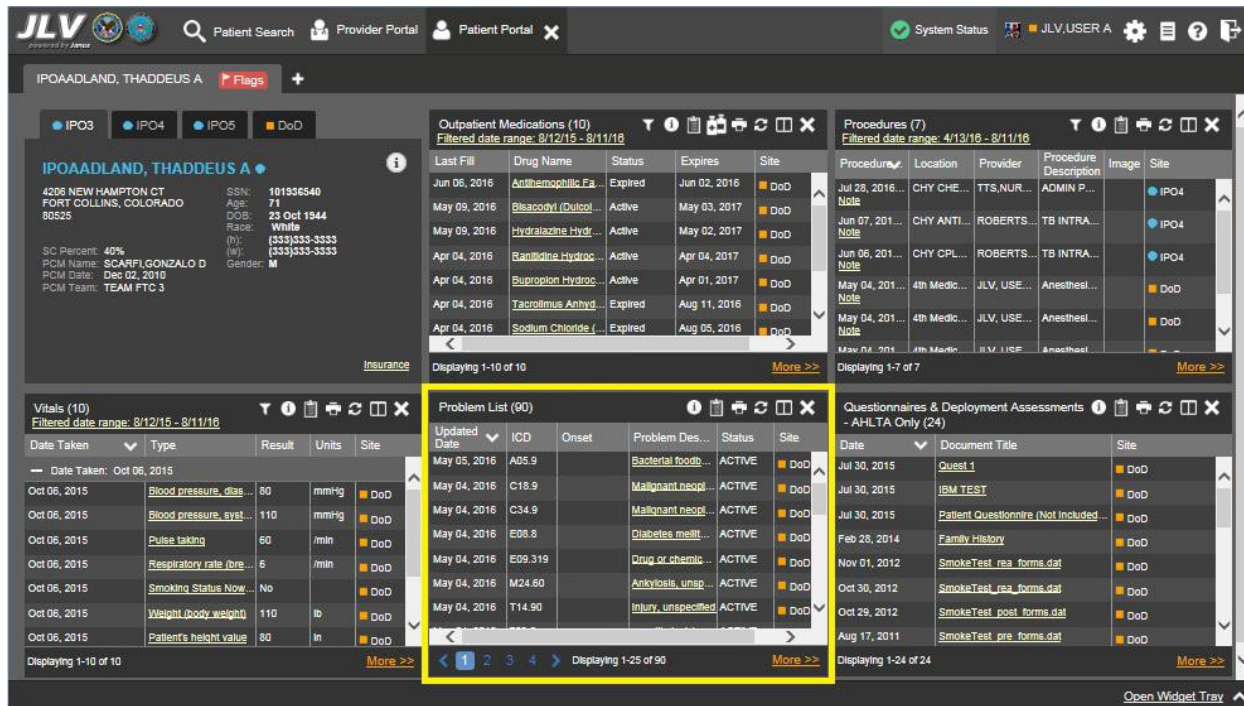 JLV
powered by Janus
Patient Search
Provider Portal
Patient Portal
System Status
JLV,USER A
IPOAADLAND, THADDEUS A
Flags
IPO3 IPO4 IPO5 DoD
IPOAADLAND, THADDEUS A
4206 NEW HAMPTON CT
FORT COLLINS, COLORADO
80525
SC Percent: 40%
PCM Name: SCARFI,GONZALO D
PCM Date: Dec 02, 2010
PCM Team: TEAM FTC 3
SSN: 101936540
Age: 71
DOB: 23 Oct 1944
Race: White
(h): (333)333-3333
(w): (333)333-3333
Gender: M
Insurance
Outpatient Medications (10)
Filtered date range: 8/12/15 - 8/11/16
Last Fill Drug Name Status Expires Site
Jun 06, 2016 Antihemophilic Fa... Expired Jun 02, 2016 DoD
May 09, 2016 Bisacodyl (Dulcol... Active May 03, 2017 DoD
May 09, 2016 Hydralazine Hydr... Active May 02, 2017 DoD
Apr 04, 2016 Ranitidine Hydroc... Active Apr 04, 2017 DoD
Apr 04, 2016 Bupropion Hydroc... Active Apr 01, 2017 DoD
Apr 04, 2016 Tacrolimus Anhyd... Expired Aug 11, 2016 DoD
Apr 04, 2016 Sodium Chloride (... Expired Aug 05, 2016 DoD
Displaying 1-10 of 10
More >>
Procedures (7)
Filtered date range: 4/13/16 - 8/11/16
Location Provider Procedure Description Image Site
Jul 28, 2016... CHY CHE... TTS,NUR... ADMIN P... IPO4
Note
Jun 07, 201... CHY ANTI... ROBERTS... TB INTRA... IPO4
Note
Jun 06, 201... CHY CPL... ROBERTS... TB INTRA... IPO4
Note
May 04, 201... 4th Medic... JLV, USE... Anesthesi... DoD
Note
May 04, 201... 4th Medic... JLV, USE... Anesthesi... DoD
Note
May 04, 201... 4th Medic... JLV, USE... Anesthesi...
Displaying 1-7 of 7
More >>
Vitals (10)
Filtered date range: 8/12/15 - 8/11/16
Date Taken Type Result Units Site
Date Taken: Oct 06, 2015
Oct 06, 2015 Blood pressure, dias... 80 mmHg DoD
Oct 06, 2015 Blood pressure, syst... 110 mmHg DoD
Oct 06, 2015 Pulse taking 60 /min DoD
Oct 06, 2015 Respiratory rate (bre... 6 /min DoD
Oct 06, 2015 Smoking Status Now... No DoD
Oct 06, 2015 Weight (body weight) 110 lb DoD
Oct 06, 2015 Patient's height value 80 in DoD
Displaying 1-10 of 10
More >>
Problem List (90)
Updated Date ICD Onset Problem Des... Status Site
May 05, 2016 A05.9 Bacterial foodb... ACTIVE DoD
May 04, 2016 C18.9 Malignant neopl... ACTIVE DoD
May 04, 2016 C34.9 Malignant neopl... ACTIVE DoD
May 04, 2016 E08.8 Diabetes mellit... ACTIVE DoD
May 04, 2016 E09.319 Drug or chemic... ACTIVE DoD
May 04, 2016 M24.60 Ankylosis, unsp... ACTIVE DoD
May 04, 2016 T14.90 Injury, unspecified ACTIVE DoD
1 2 3 4 Displaying 1-25 of 90
More >>
Questionnaires & Deployment Assessments
- AHLTA Only (24)
Date Document Title Site
Jul 30, 2015 Quest 1 DoD
Jul 30, 2015 IBM TEST DoD
Jul 30, 2015 Patient Questionnire (Not Included... DoD
Feb 28, 2014 Family History DoD
Nov 01, 2012 SmokeTest_rea_forms.dat DoD
Oct 30, 2012 SmokeTest_rea_forms.dat DoD
Oct 29, 2012 SmokeTest_post_forms.dat DoD
Aug 17, 2011 SmokeTest_pre_forms.dat DoD
Displaying 1-24 of 24
More >>
Open Widget Tray